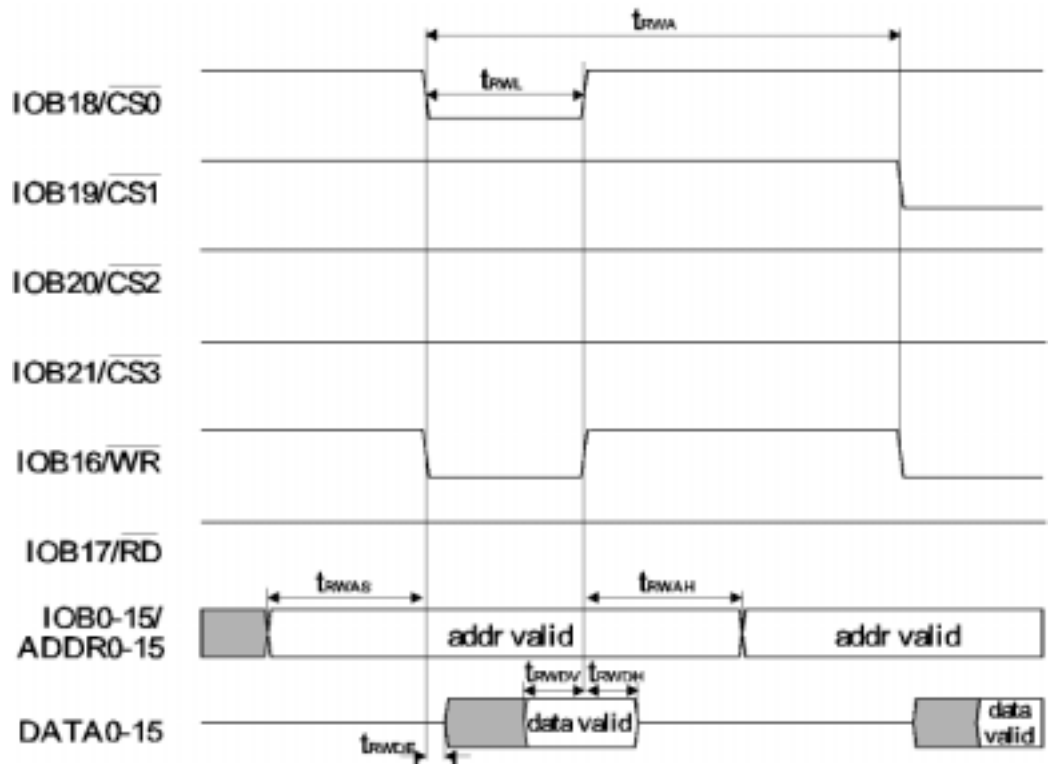 tRWA
IOB18/CS0
tRWL
IOB19/CS1
IOB20/CS2
IOB21/CS3
IOB16/WR
IOB17/RD
tRWAS
tRWAH
IOB0-15/
ADDR0-15
addr valid
addr valid
tRWDV
tRWDH
DATA0-15
data valid
data
valid